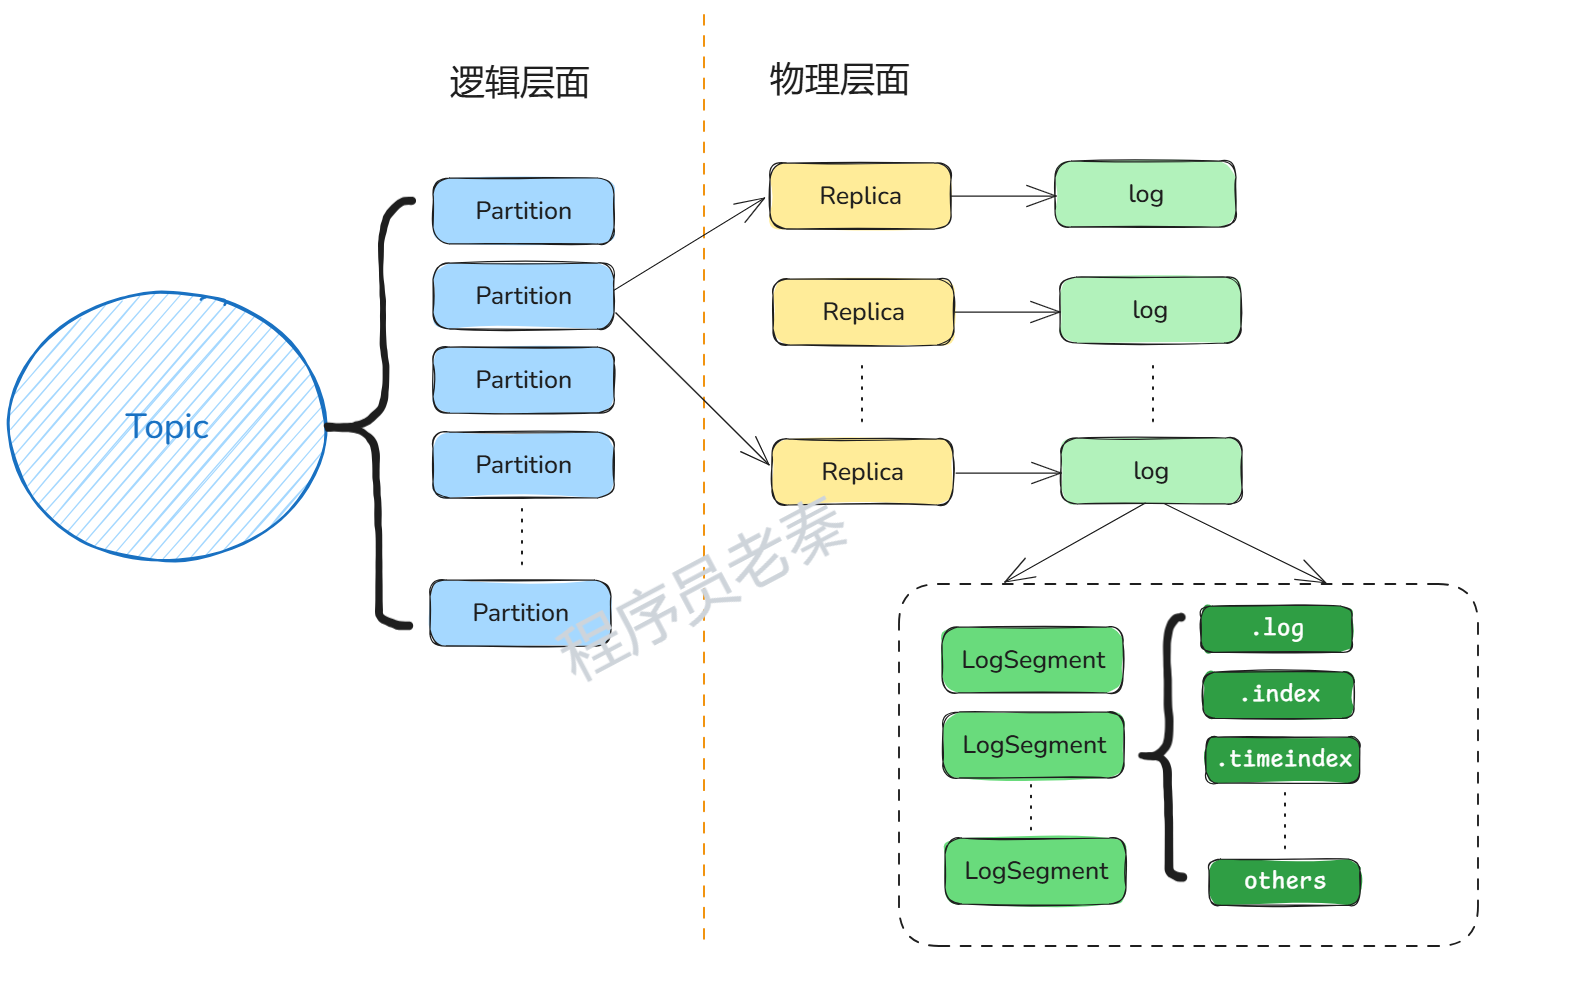 逻辑层面
物理层面
Topic
Partition
Partition
Partition
Partition
Partition
Replica
log
Replica
log
Replica
log
程序员老秦
LogSegment
LogSegment
LogSegment
.log
.index
.timeindex
others